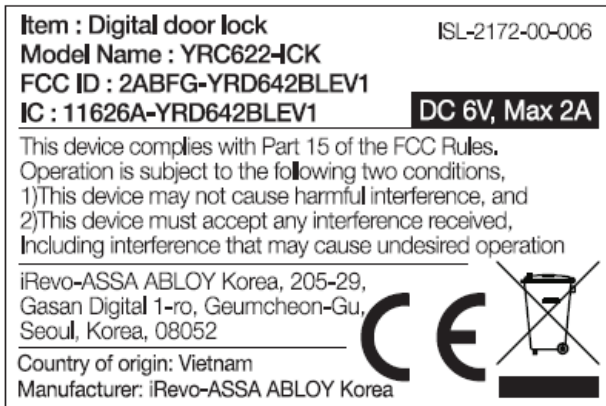 Item : Digital door lock
ISL-2172-00-006
Model Name : YRC622-ICK
FCC ID : 2ABFG-YRD642BLEV1
IC : 11626A-YRD642BLEV1
DC 6V, Max 2A
This device complies with Part 15 of the FCC Rules.
Operation is subject to the following two conditions,
1)This device may not cause harmful interference, and
2)This device must accept any interference received,
Including interference that may cause undesired operation
iRevo-ASSA ABLOY Korea, 205-29,
Gasan Digital 1-ro, Geumcheon-Gu,
Seoul, Korea, 08052
CE
Country of origin: Vietnam
Manufacturer: iRevo-ASSA ABLOY Korea